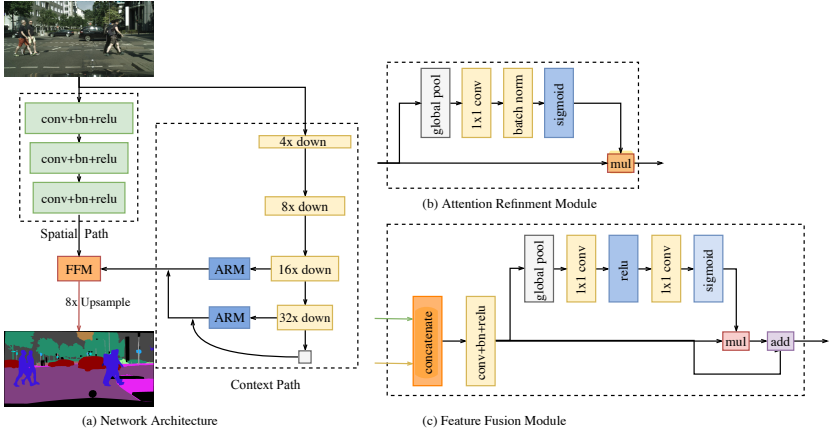 conv+bn+relu
conv+bn+relu
conv+bn+relu
Spatial Path
FFM
8x Upsample
4x down
8x down
ARM
16x down
ARM
32x down
Context Path
(a) Network Architecture
global pool
1x1 conv
batch norm
sigmoid
mul
(b) Attention Refinment Module
global pool
1x1 conv
relu
1x1 conv
sigmoid
concatenate
conv+bn+relu
mul
add
(c) Feature Fusion Module